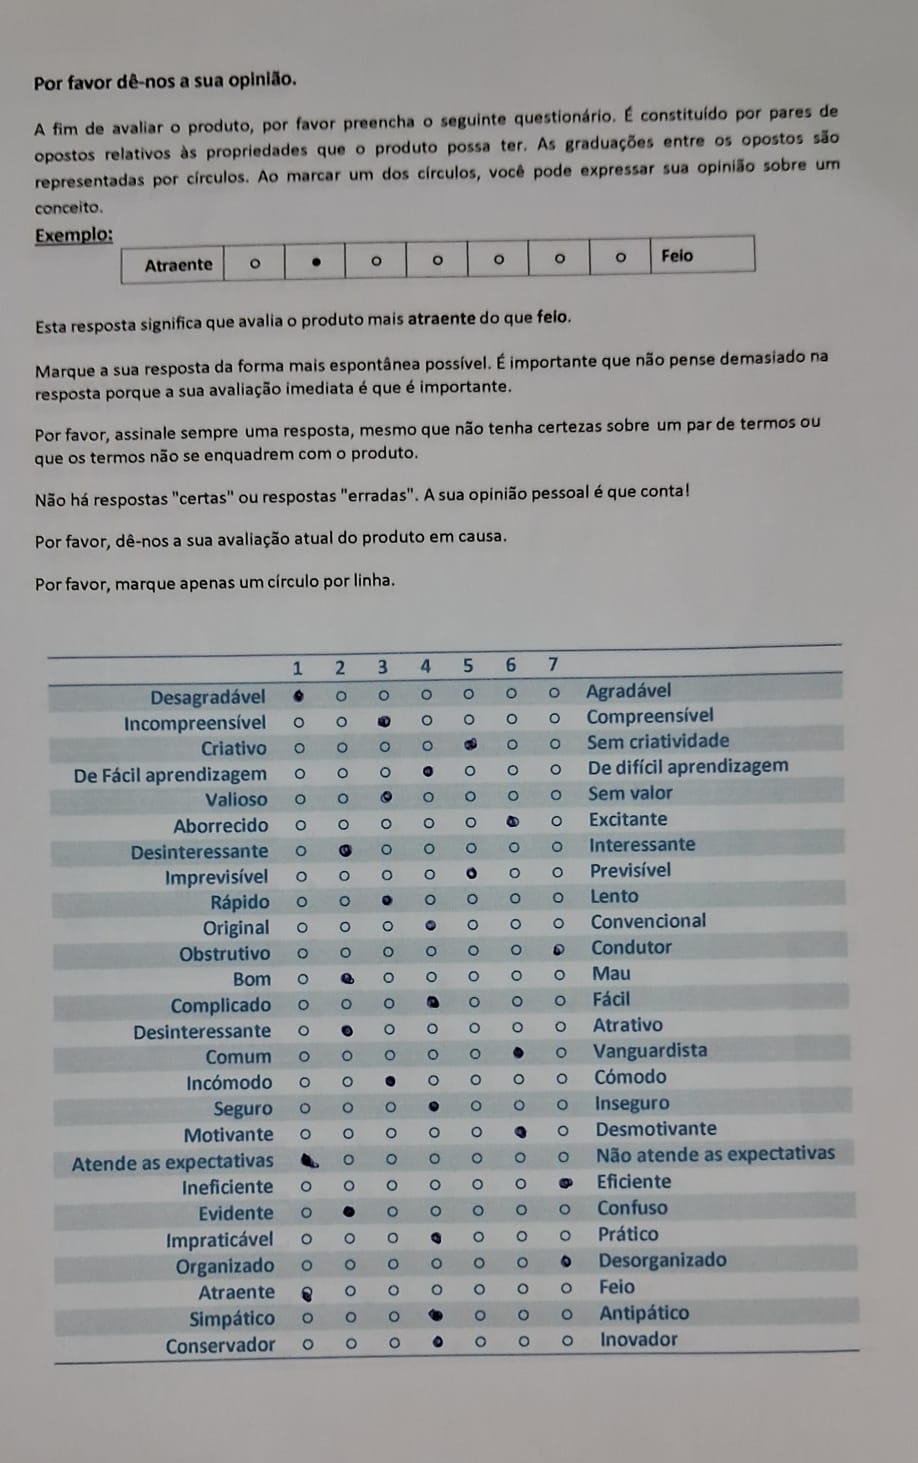 Por favor dê-nos a sua opinião.
A fim de avaliar o produto, por favor preencha o seguinte questionário. É constituído por pares de
opostos relativos às propriedades que o produto possa ter. As graduações entre os opostos são
representadas por círculos. Ao marcar um dos círculos, você pode expressar sua opinião sobre um
conceito.
Exemplo:
Atraente Feio
Esta resposta significa que avalia o produto mais atraente do que feio.
Marque a sua resposta da forma mais espontânea possível. É importante que não pense demasiado na
resposta porque a sua avaliação imediata é que é importante.
Por favor, assinale sempre uma resposta, mesmo que não tenha certezas sobre um par de termos ou
que os termos não se enquadrem com o produto.
Não há respostas "certas" ou respostas "erradas". A sua opinião pessoal é que conta!
Por favor, dê-nos a sua avaliação atual do produto em causa.
Por favor, marque apenas um círculo por linha.
1 2 3 4 5 6 7
Desagradável Agradável
Incompreensível Compreensível
Criativo Sem criatividade
De Fácil aprendizagem De difícil aprendizagem
Valioso Sem valor
Aborrecido Excitante
Desinteressante Interessante
Imprevisível Previsível
Rápido Lento
Original Convencional
Obstrutivo Condutor
Bom Mau
Complicado Fácil
Desinteressante Atrativo
Comum Vanguardista
Incómodo Cómodo
Seguro Inseguro
Motivante Desmotivante
Atende as expectativas Não atende as expectativas
Ineficiente Eficiente
Evidente Confuso
Impraticável Prático
Organizado Desorganizado
Atraente Feio
Simpático Antipático
Conservador Inovador